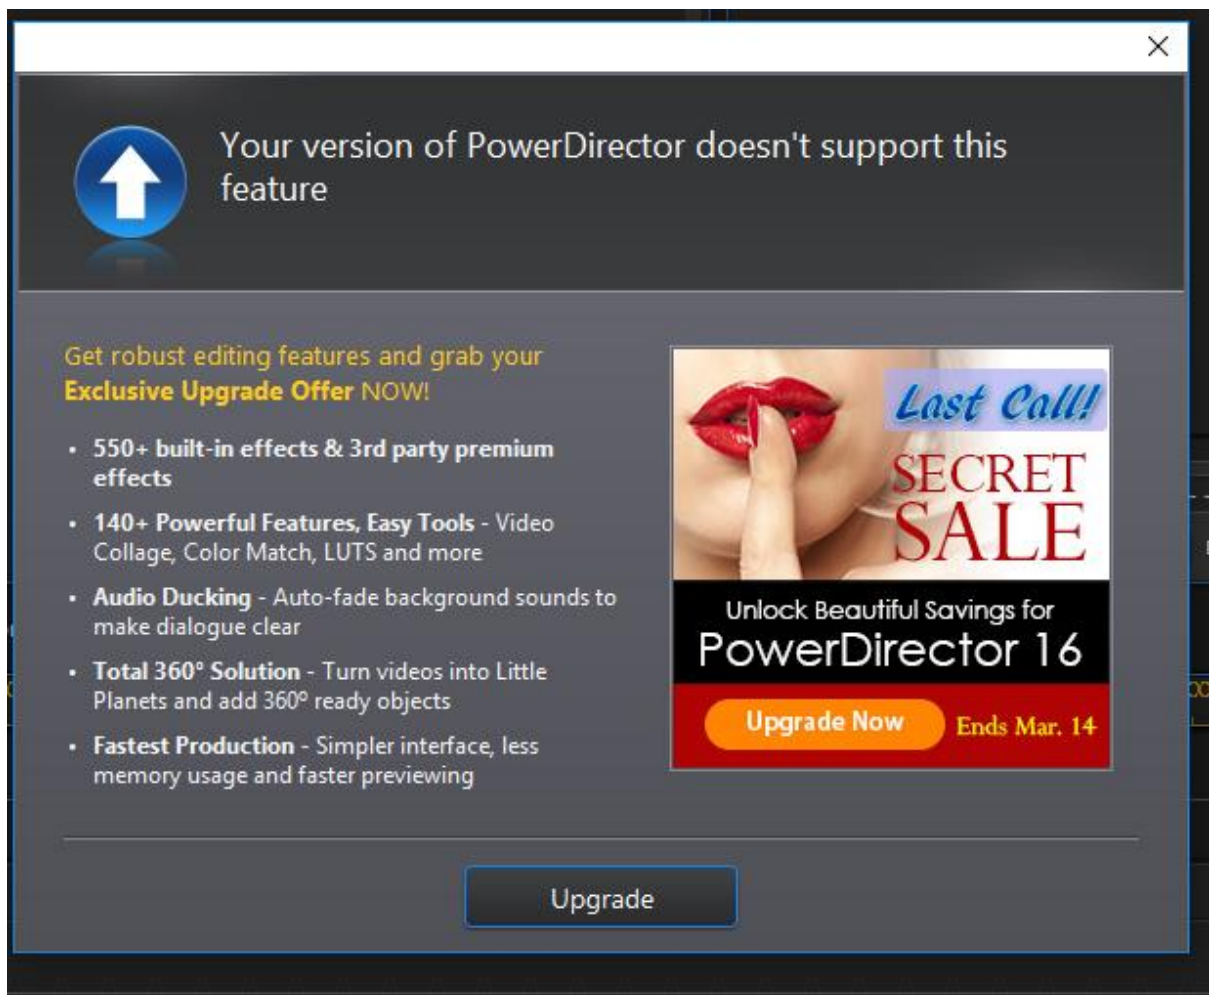 Your version of PowerDirector doesn't support this
feature
Get robust editing features and grab your
Exclusive Upgrade Offer NOW!
• 550+ built-in effects & 3rd party premium
effects
• 140+ Powerful Features, Easy Tools - Video
Collage, Color Match, LUTS and more
• Audio Ducking - Auto-fade background sounds to
make dialogue clear
• Total 360° Solution - Turn videos into Little
Planets and add 360º ready objects
• Fastest Production - Simpler interface, less
memory usage and faster previewing
Last Call!
SECRET
SALE
Unlock Beautiful Savings for
PowerDirector 16
Upgrade Now
Ends Mar. 14
Upgrade